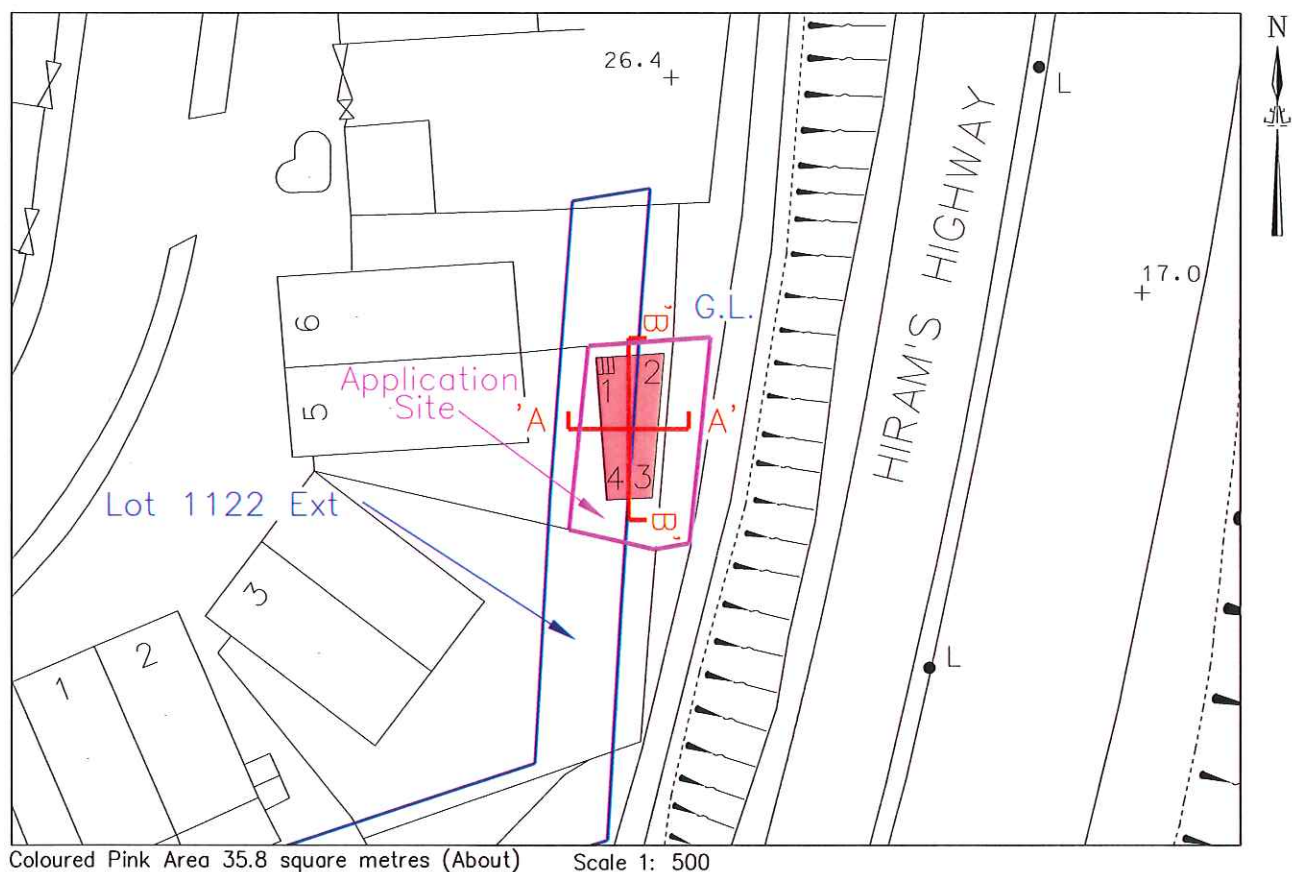 N
26.4
L
HIRAM'S HIGHWAY
17.0
G.L.
'B'
6
5
1
2
Application
Site
'A
A'
4
3
B'
Lot 1122 Ext
3
2
1
L
Coloured Pink Area 35.8 square metres (About)
Scale 1: 500